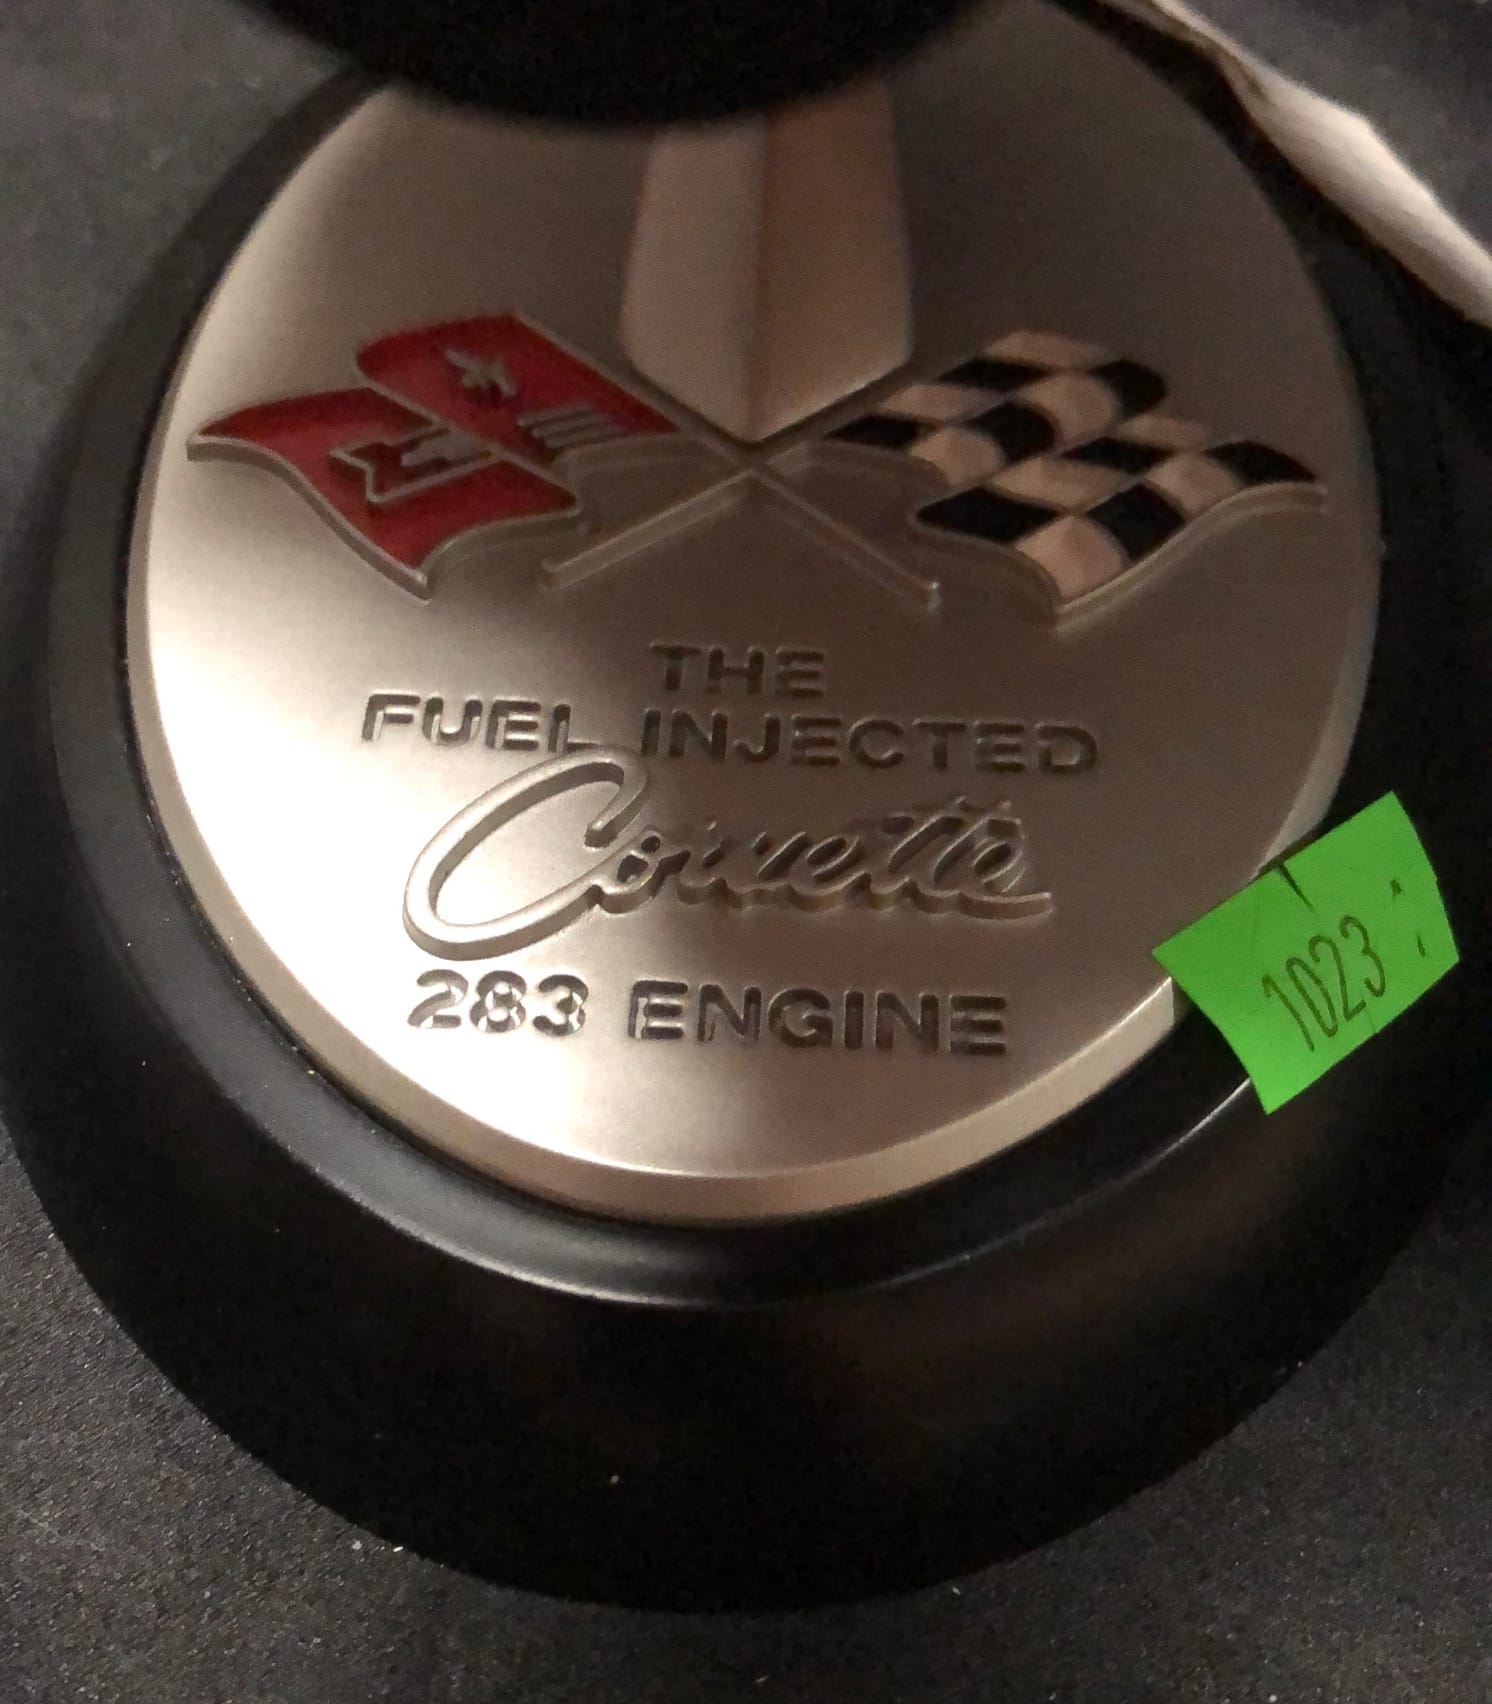 THE
FUEL INJECTED
Corvette
283 ENGINE
1023